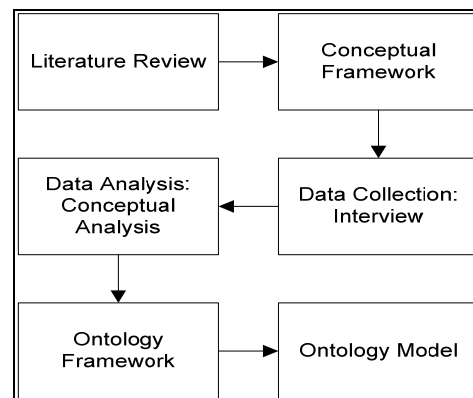 Literature Review
Conceptual
Framework
Data Collection:
Interview
Data Analysis:
Conceptual
Analysis
Ontology
Framework
Ontology Model